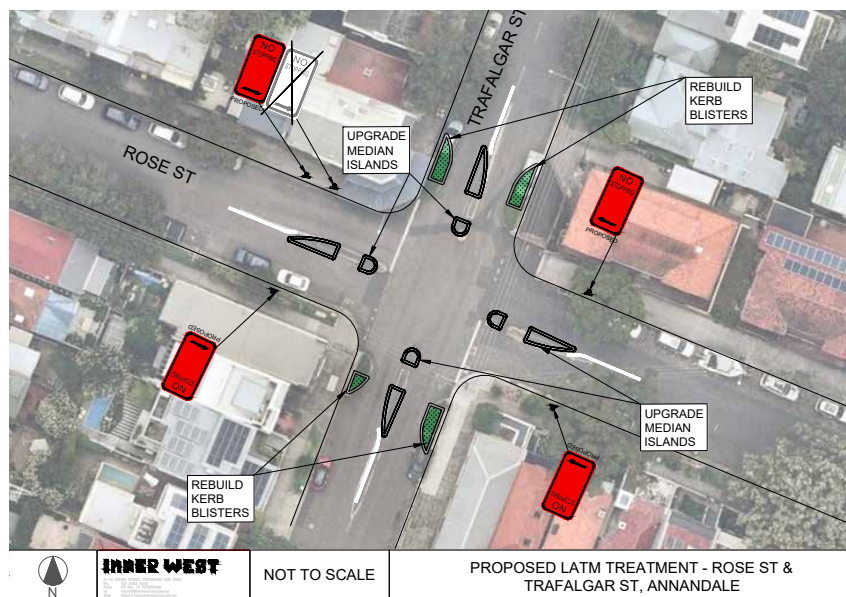 NO
STOPPING
PROPOSED
NO
STOPPING
TRAFALGAR ST
REBUILD
KERB
BLISTERS
UPGRADE
MEDIAN
ISLANDS
ROSE ST
NO
STOPPING
PROPOSED
PROPOSED
STOPPING
NO
UPGRADE
MEDIAN
ISLANDS
PROPOSED
STOPPING
NO
REBUILD
KERB
BLISTERS
N
INNER WEST
NOT TO SCALE
PROPOSED LATM TREATMENT - ROSE ST &
TRAFALGAR ST, ANNANDALE